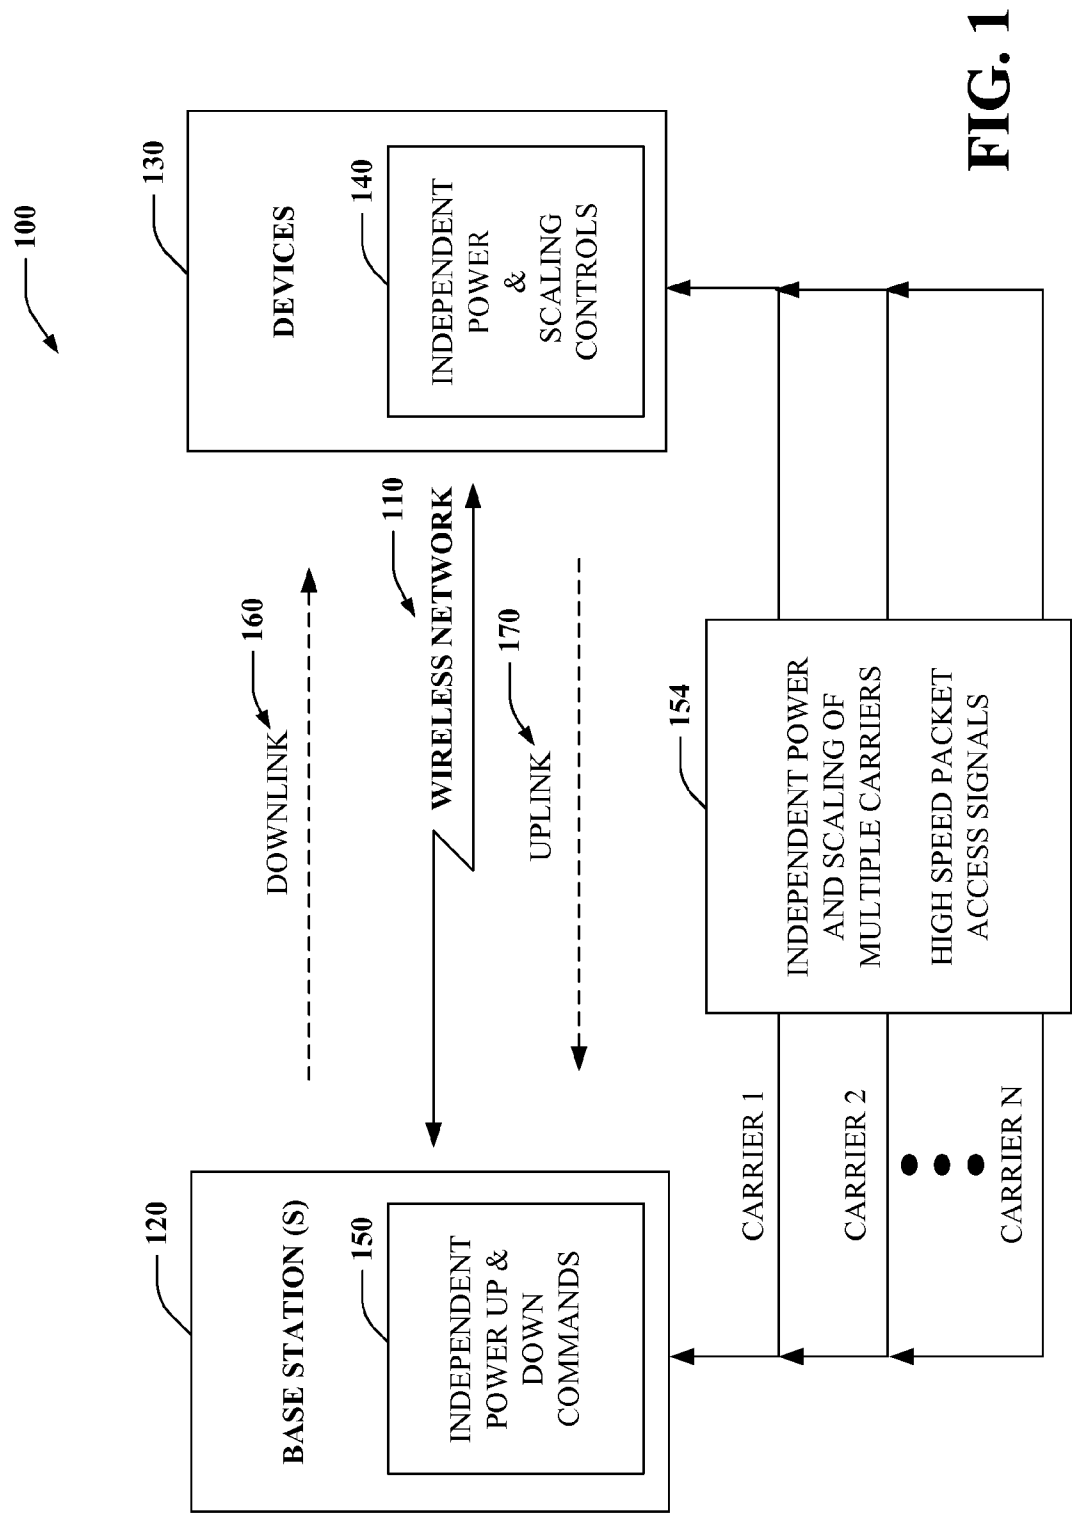 100
120
BASE STATION (S)
150
INDEPENDENT
POWER UP &
DOWN
COMMANDS
160
DOWNLINK
110
WIRELESS NETWORK
170
UPLINK
130
DEVICES
140
INDEPENDENT
POWER
&
SCALING
CONTROLS
154
INDEPENDENT POWER
AND SCALING OF
MULTIPLE CARRIERS
HIGH SPEED PACKET
ACCESS SIGNALS
CARRIER 1
CARRIER 2
CARRIER N
FIG. 1